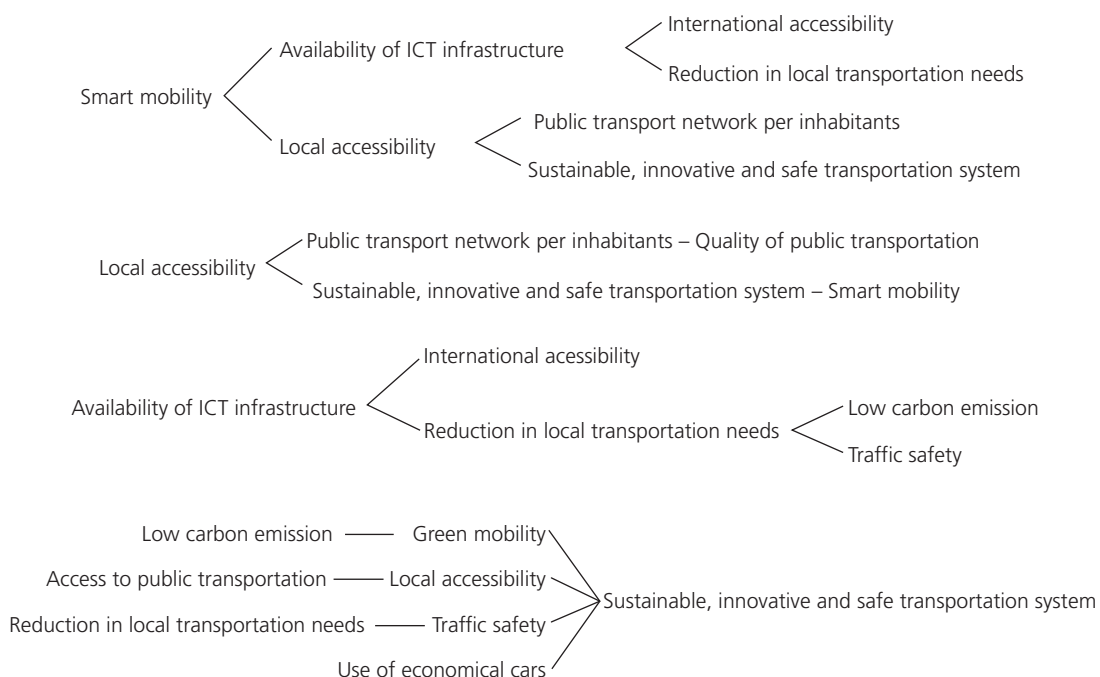 International accessibility
Availability of ICT infrastructure
Reduction in local transportation needs
Smart mobility
Public transport network per inhabitants
Local accessibility
Sustainable, innovative and safe transportation system
Public transport network per inhabitants – Quality of public transportation
Local accessibility
Sustainable, innovative and safe transportation system – Smart mobility
International acessibility
Availability of ICT infrastructure
Low carbon emission
Reduction in local transportation needs
Traffic safety
Low carbon emission Green mobility
Access to public transportation Local accessibility
Sustainable, innovative and safe transportation system
Reduction in local transportation needs Traffic safety
Use of economical cars